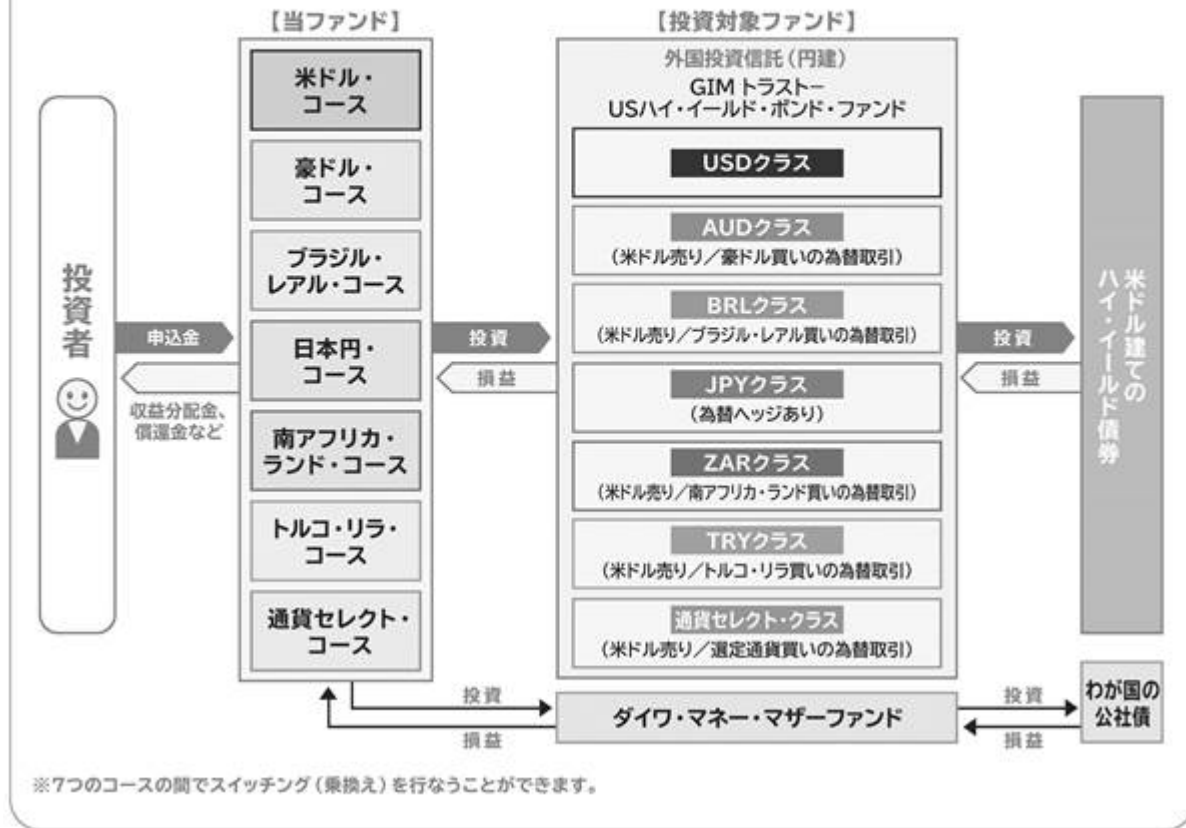 【当ファンド】
【投資対象ファンド】
投資者
申込金
収益分配金、
償還金など
米ドル・
コース
豪ドル・
コース
ブラジル・
レアル・コース
日本円・
コース
南アフリカ・
ランド・コース
トルコ・リラ・
コース
通貨セレクト・
コース
投資
損益
外国投資信託(円建)
GIMトラスト−
USハイ・イールド・ボンド・ファンド
USDクラス
AUDクラス
(米ドル売り/豪ドル買いの為替取引)
BRLクラス
(米ドル売り/ブラジル・レアル買いの為替取引)
JPYクラス
(為替ヘッジあり)
ZARクラス
(米ドル売り/南アフリカ・ランド買いの為替取引)
TRYクラス
(米ドル売り/トルコ・リラ買いの為替取引)
通貨セレクト・クラス
(米ドル売り/選定通貨買いの為替取引)
投資
損益
米ドル建ての
ハイ・イールド債券
投資
損益
ダイワ・マネー・マザーファンド
投資
損益
わが国の
公社債
※7つのコースの間でスイッチング(乗換え)を行なうことができます。